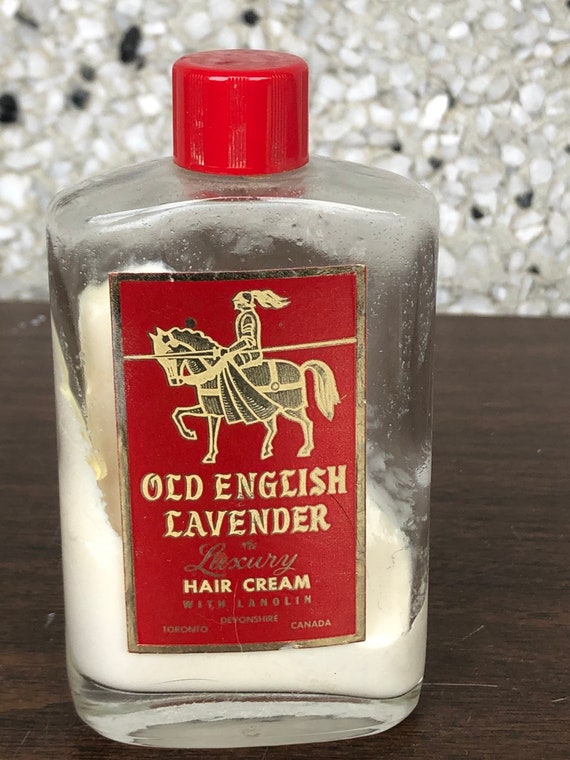 OLD ENGLISH
LAVENDER
Luxury
HAIR CREAM
WITH LANOLIN
TORONTO DEVONSHIRE CANADA